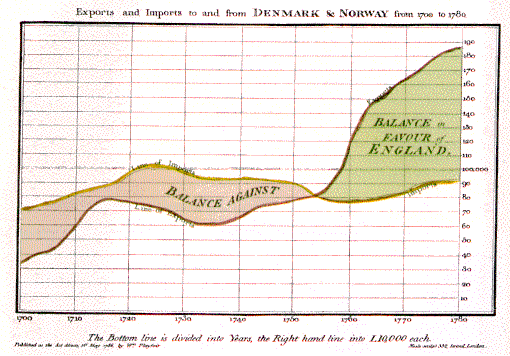 Exports and Imports to and from DENMARK & NORWAY from 1700 to 1780
190
180
170
160
Exports
150
140
BALANCE in
FAVOUR of
ENGLAND.
130
120
110
Line of Imports
100,000
BALANCE AGAINST
Imports
90
80
Line of Exports
70
60
50
40
30
20
10
1700 1710 1720 1730 1740 1750 1760 1770 1780
The Bottom line is divided into Years, the Right hand line into L10,000 each.
Published as the Act directs, 1st May 1786, by Wm Playfair
Neele sculpt 352, Strand, London.